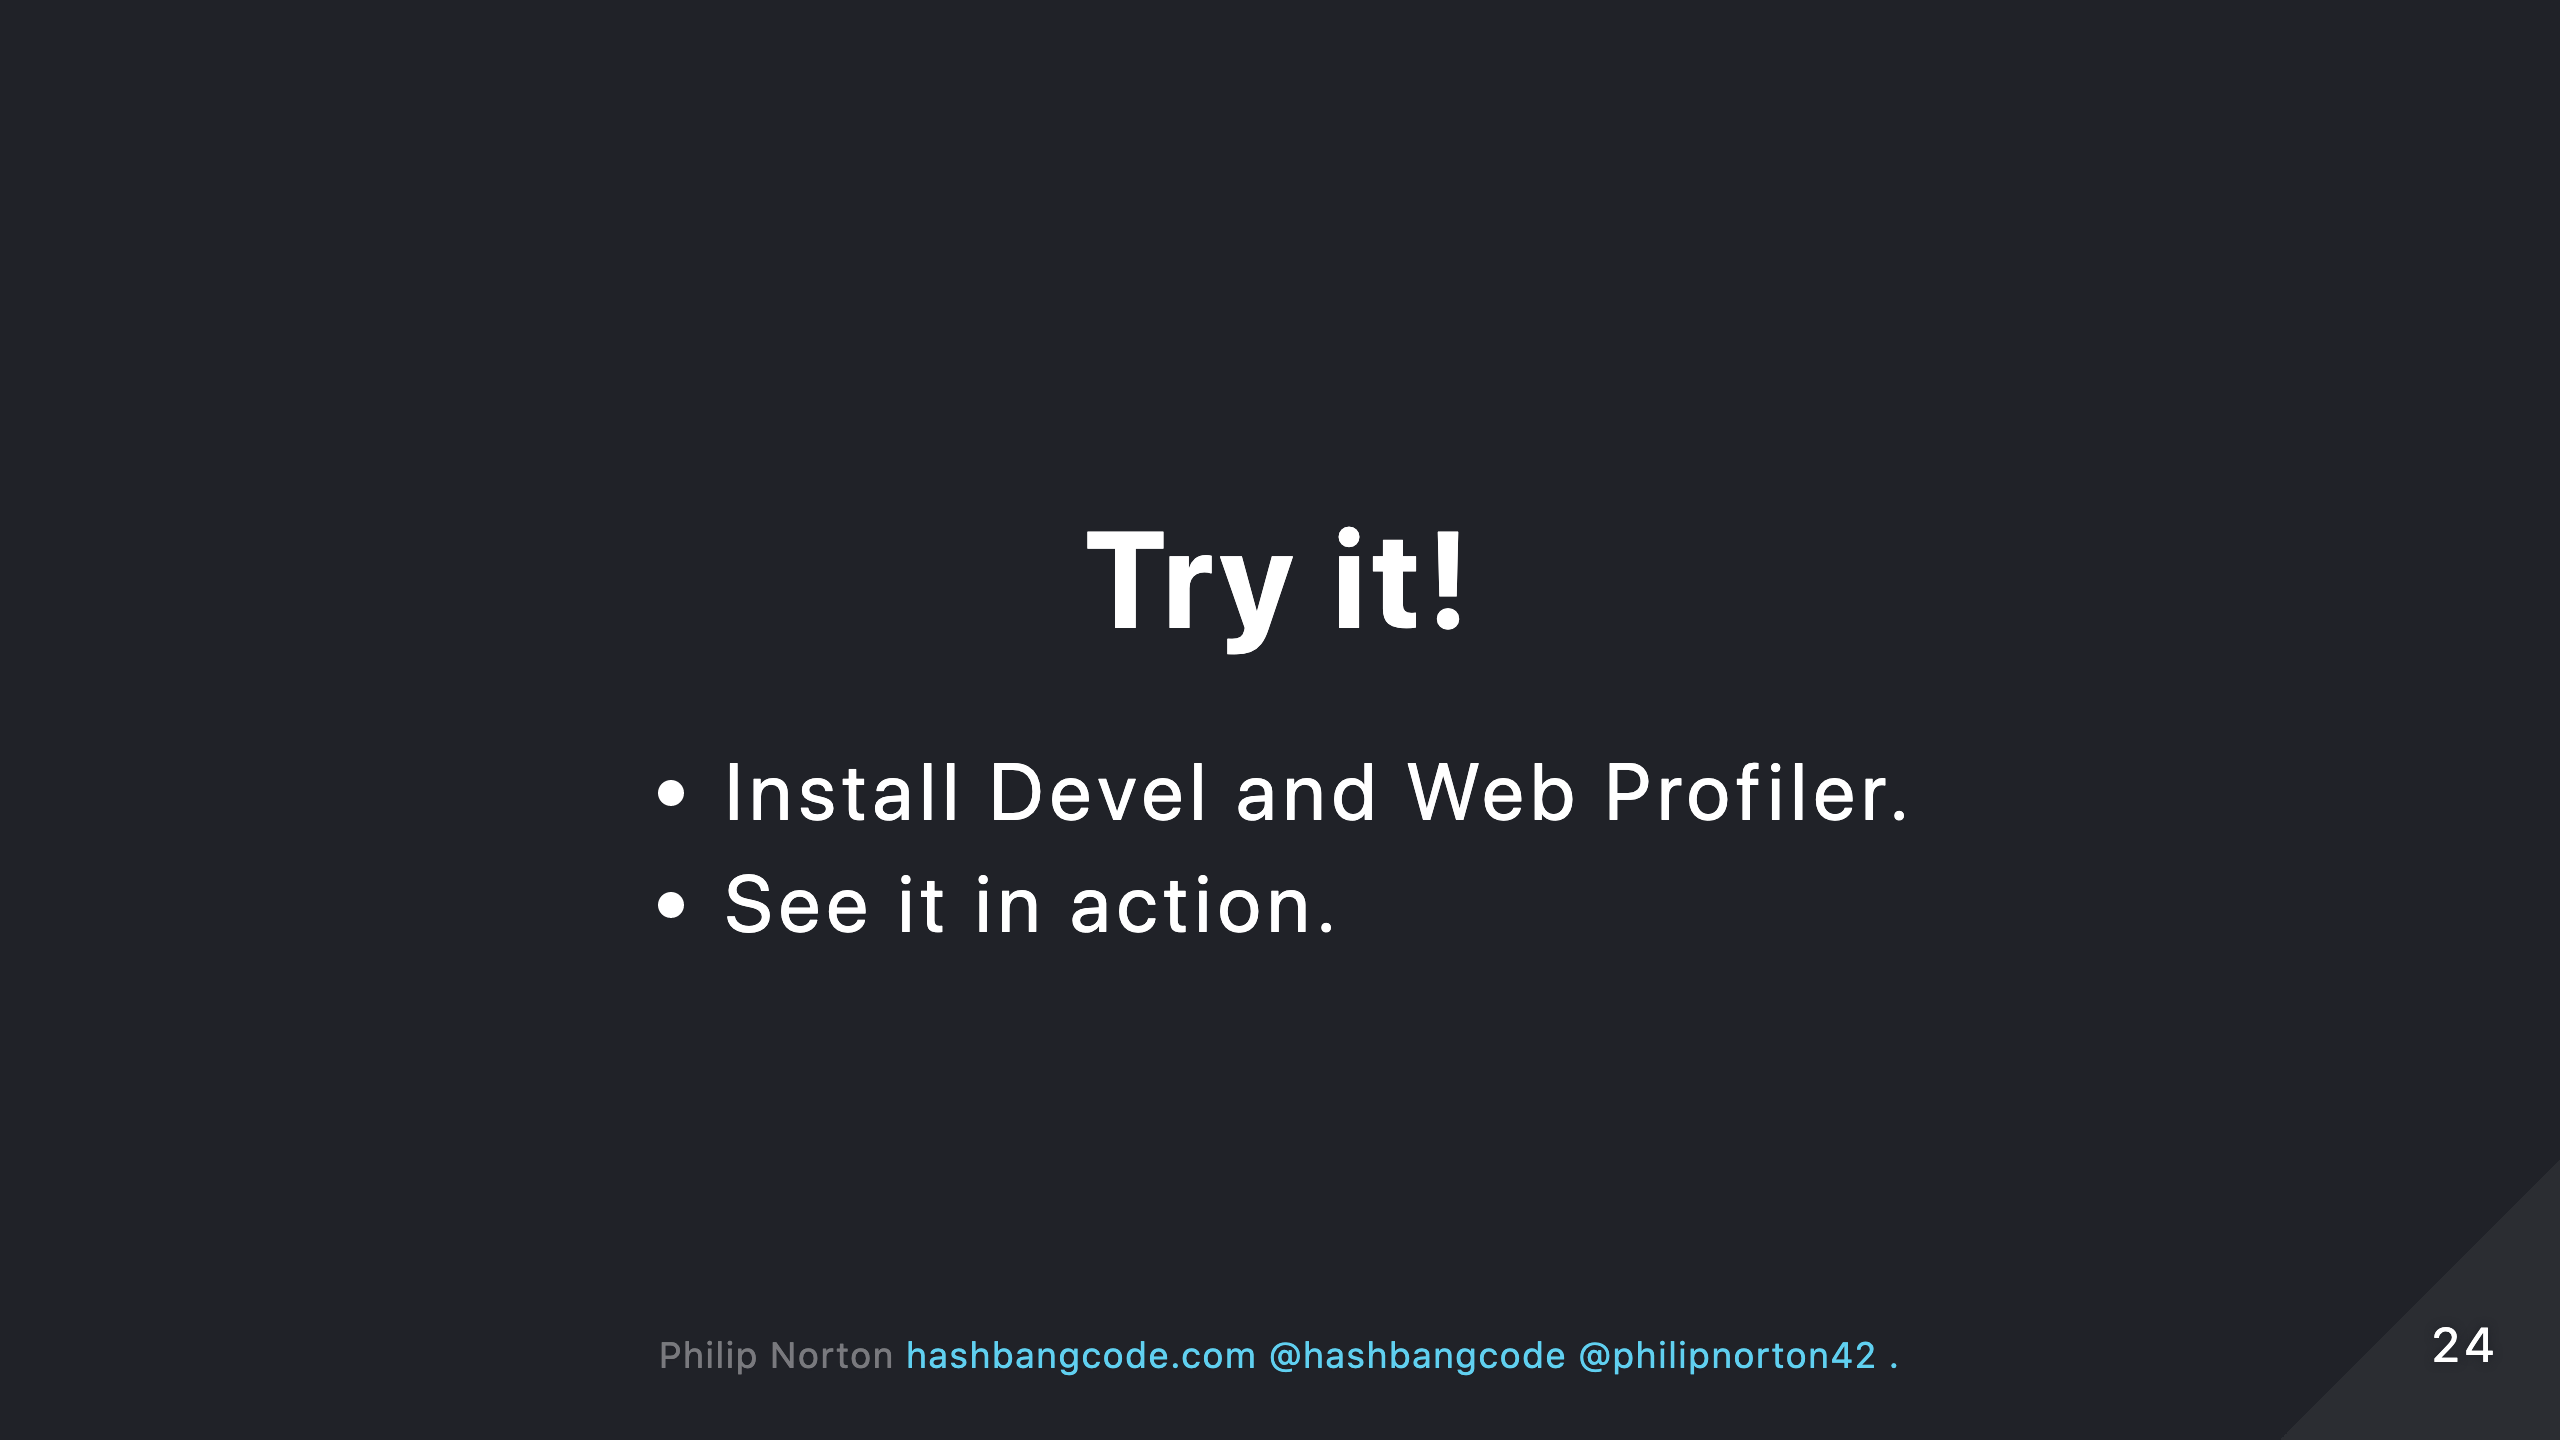 Try it!
• Install Devel and Web Profiler.
• See it in action.
Philip Norton hashbangcode.com @hashbangcode @philipnorton42 .
24